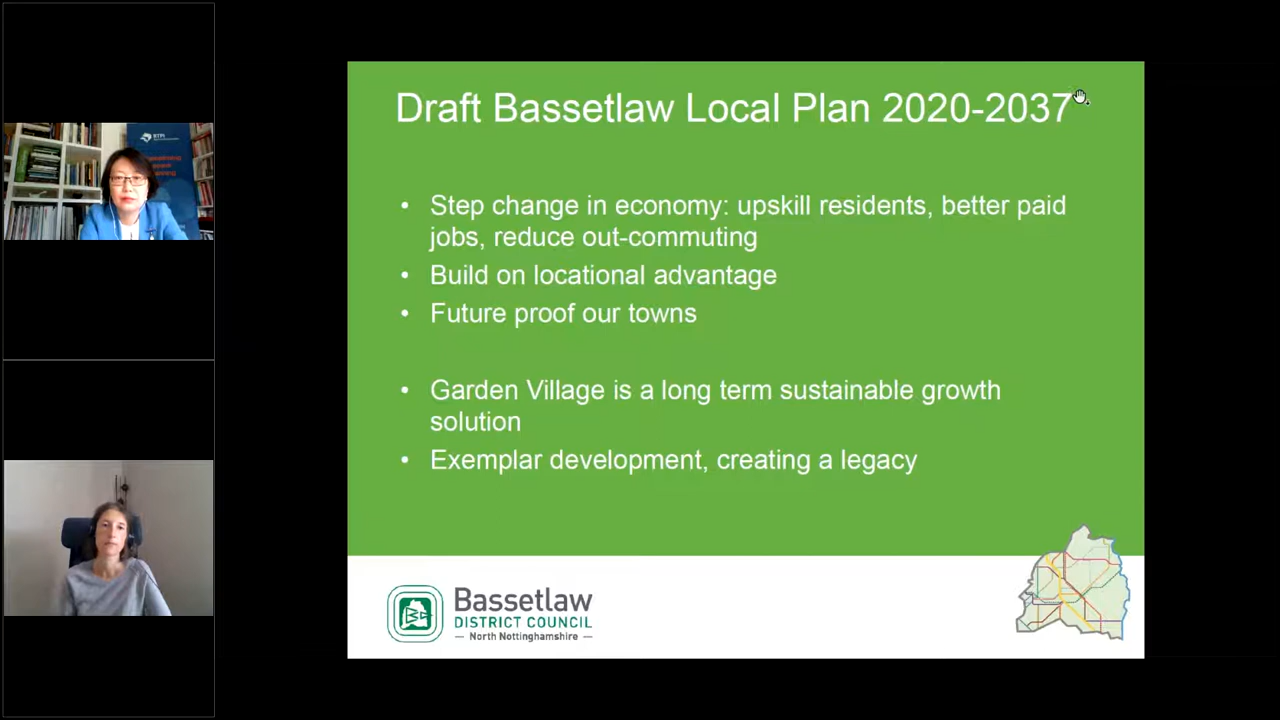 RTPI
Draft Bassetlaw Local Plan 2020-2037
• Step change in economy: upskill residents, better paid
jobs, reduce out-commuting
• Build on locational advantage
• Future proof our towns
• Garden Village is a long term sustainable growth
solution
• Exemplar development, creating a legacy
Bassetlaw
DISTRICT COUNCIL
North Nottinghamshire